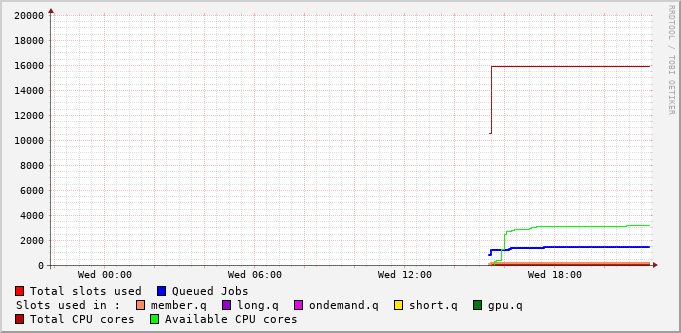 20000
18000
16000
14000
12000
10000
8000
6000
4000
2000
0
Wed 00:00 Wed 06:00 Wed 12:00 Wed 18:00
Total slots used Queued Jobs
Slots used in : member.q long.q ondemand.q short.q gpu.q
Total CPU cores Available CPU cores
RRDTOOL / TOBI OETIKER